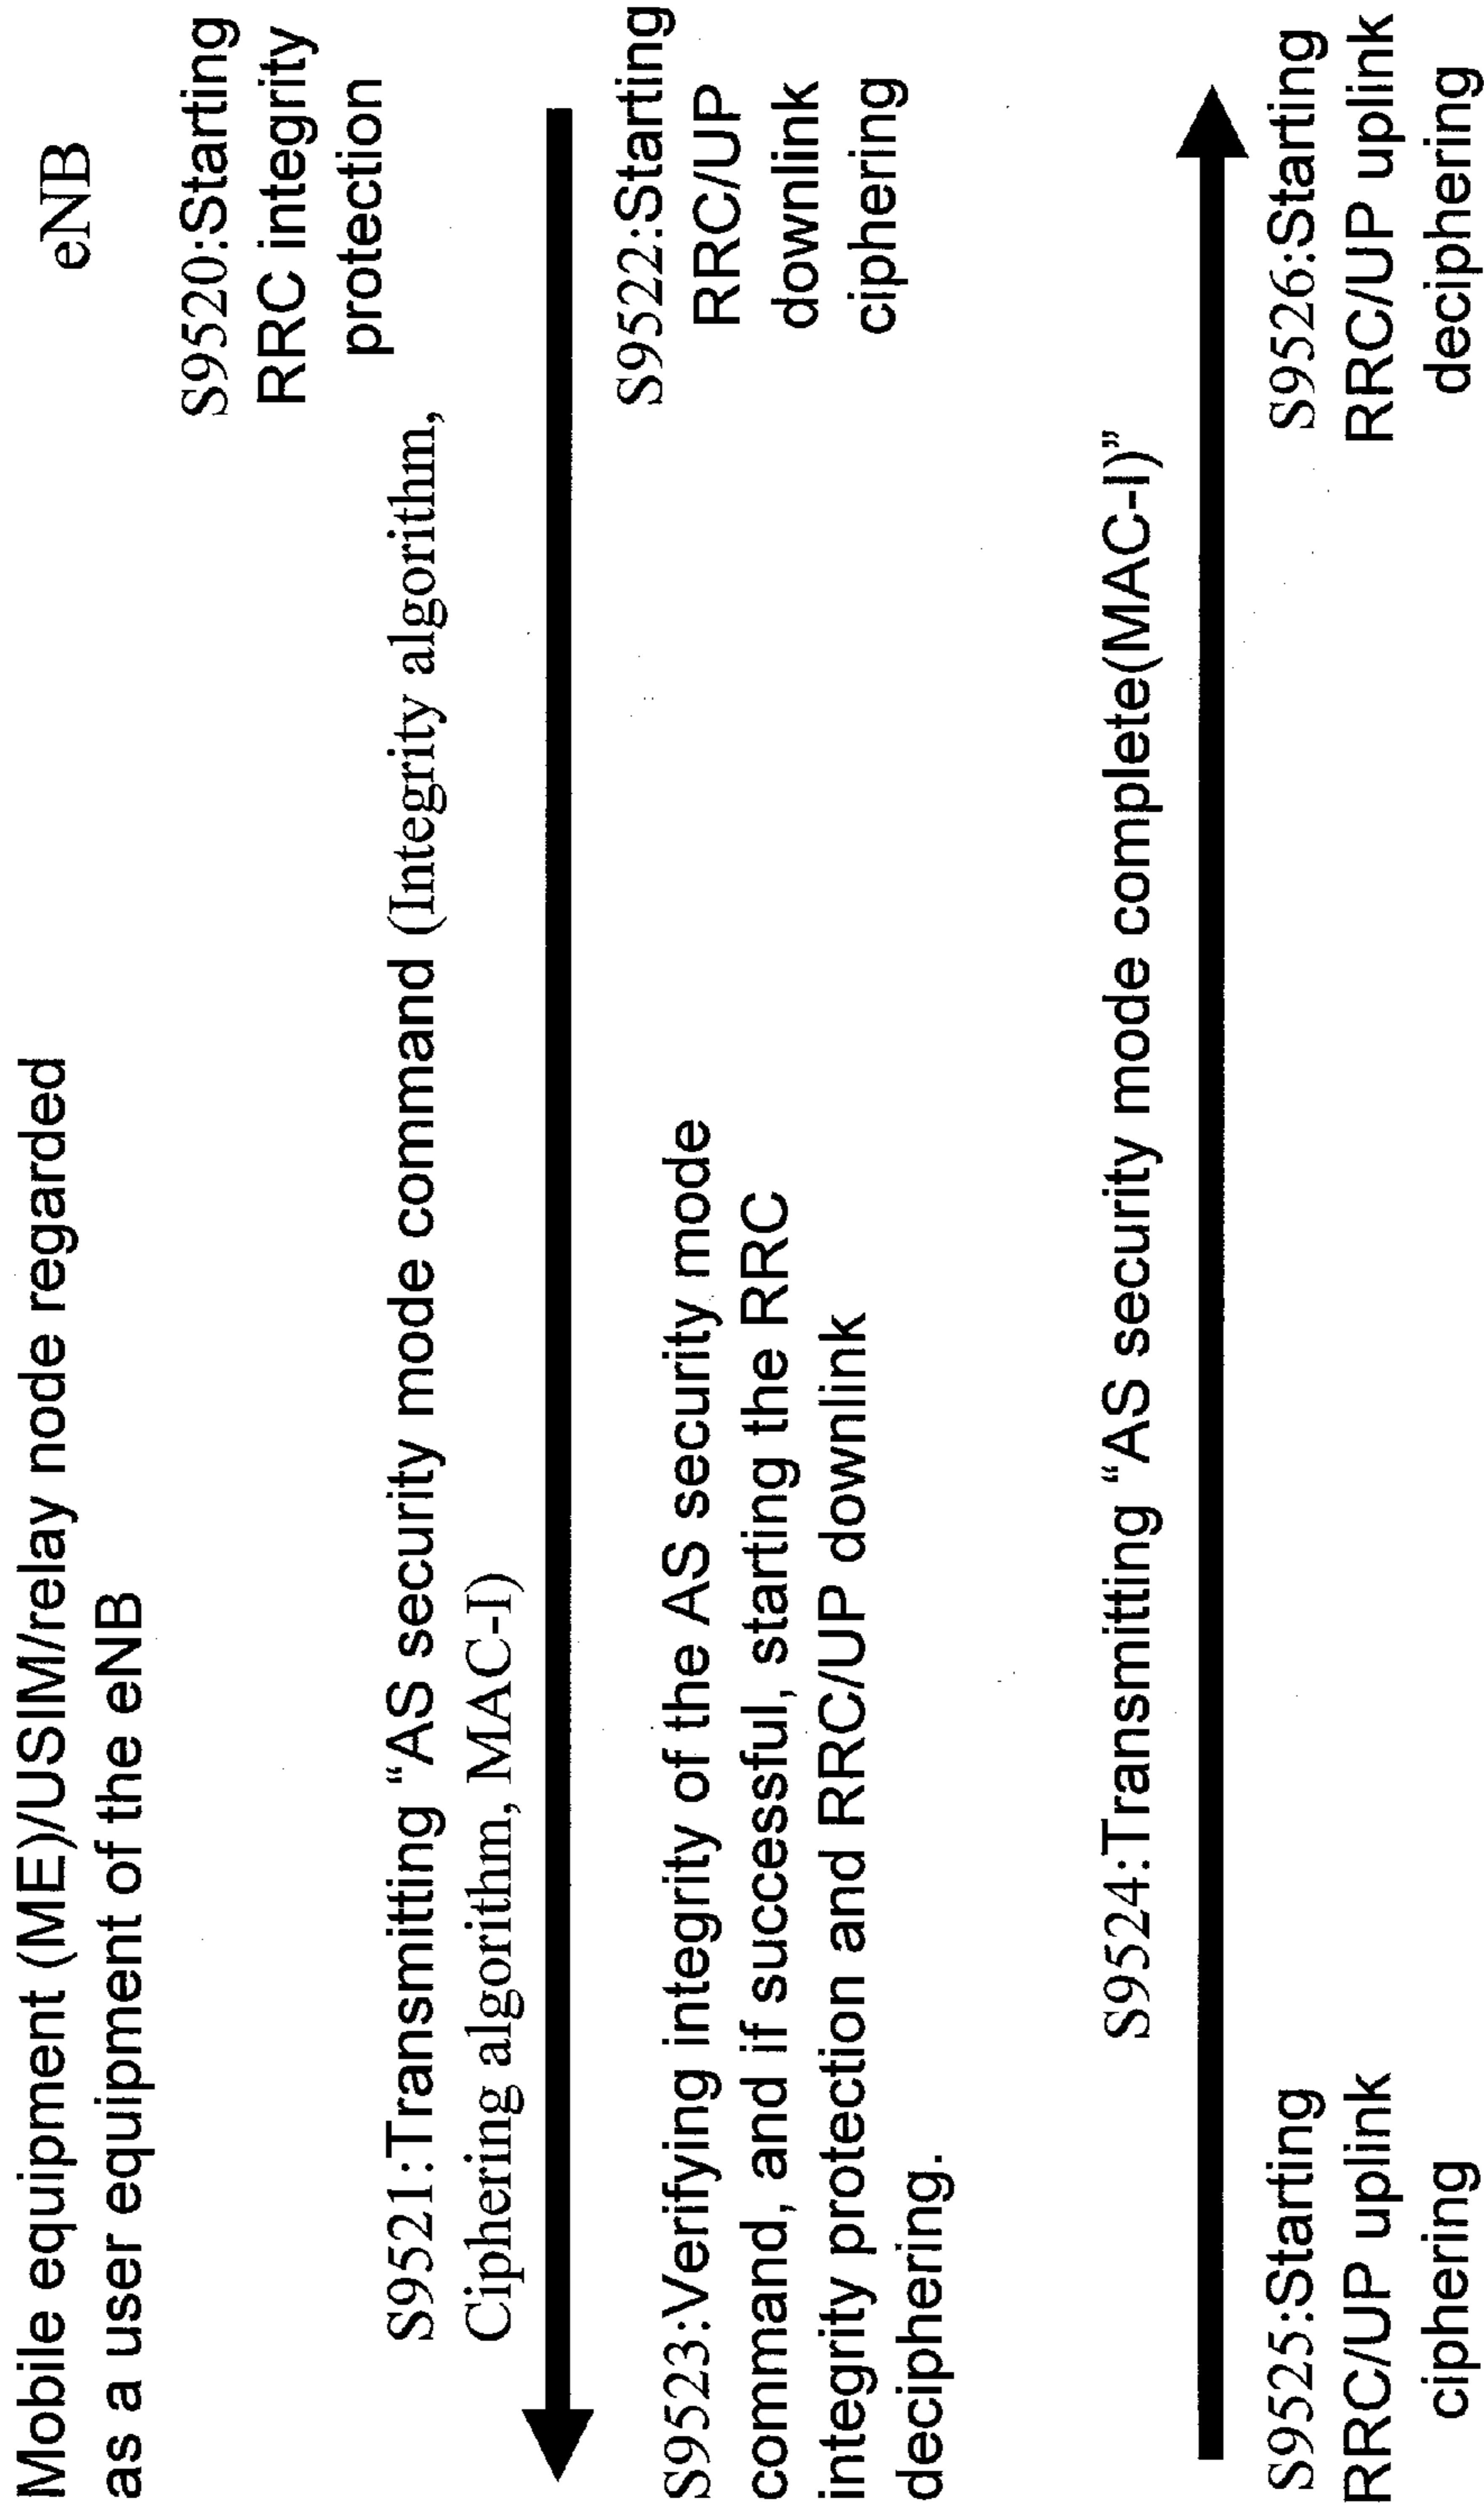 Mobile equipment (ME)/USIM/relay node regarded
as a user equipment of the eNB
eNB
S9520:Starting
RRC integrity
protection
S9521:Transmitting “AS security mode command (Integrity algorithm,
Ciphering algorithm, MAC-I)
S9522:Starting
RRC/UP
downlink
ciphering
S9523:Verifying integrity of the AS security mode
command, and if successful, starting the RRC
integrity protection and RRC/UP downlink
deciphering.
S9524:Transmitting “AS security mode complete(MAC-I)”
S9525:Starting
RRC/UP uplink
ciphering
S9526:Starting
RRC/UP uplink
deciphering